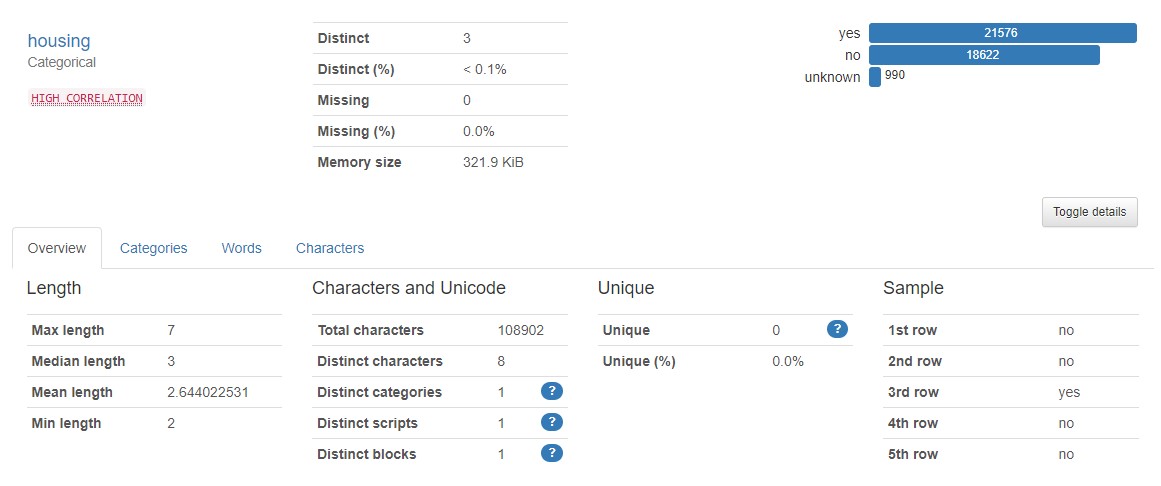 housing
Categorical
HIGH CORRELATION
Distinct 3
Distinct (%) < 0.1%
Missing 0
Missing (%) 0.0%
Memory size 321.9 KiB
yes 21576
no 18622
unknown 990
Toggle details
Overview Categories Words Characters
Length
Max length 7
Median length 3
Mean length 2.644022531
Min length 2
Characters and Unicode
Total characters 108902
Distinct characters 8
Distinct categories 1 ?
Distinct scripts 1 ?
Distinct blocks 1 ?
Unique
Unique 0 ?
Unique (%) 0.0%
Sample
1st row no
2nd row no
3rd row yes
4th row no
5th row no